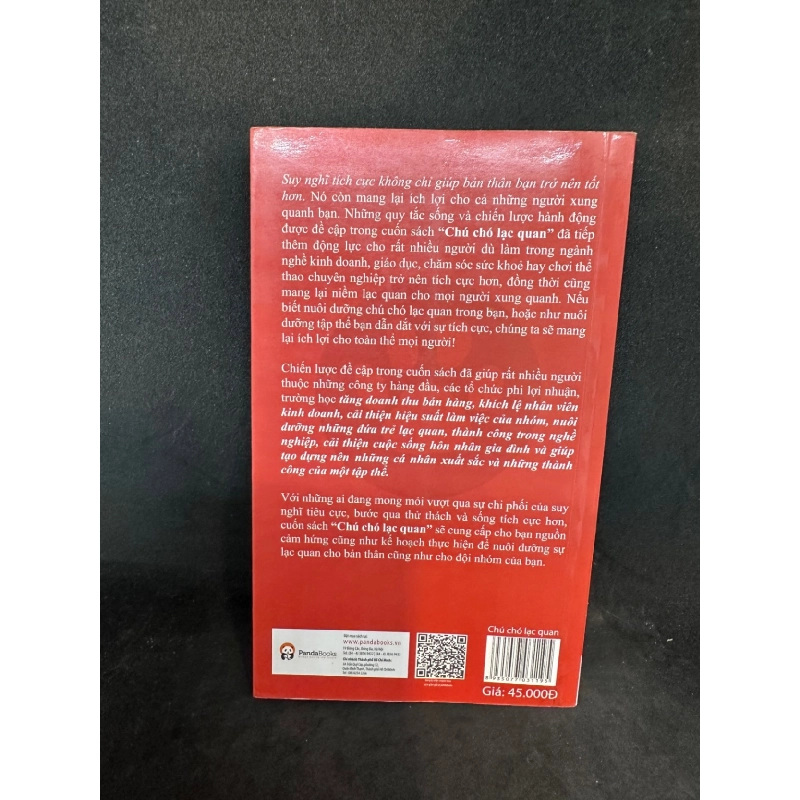 Suy nghĩ tích cực không chỉ giúp bản thân bạn trở nên tốt
hơn. Nó còn mang lại ích lợi cho cả những người xung
quanh bạn. Những quy tắc sống và chiến lược hành động
được đề cập trong cuốn sách “Chú chó lạc quan” đã tiếp
thêm động lực cho rất nhiều người dù làm trong ngành
nghề kinh doanh, giáo dục, chăm sóc sức khoẻ hay chơi thể
thao chuyên nghiệp trở nên tích cực hơn, đồng thời cũng
mang lại niềm lạc quan cho mọi người xung quanh. Nếu
biết nuôi dưỡng chú chó lạc quan trong bạn, hoặc như nuôi
dưỡng tập thể bạn dẫn dắt với sự tích cực, chúng ta sẽ mang
lại ích lợi cho toàn thể mọi người!
Chiến lược đề cập trong cuốn sách đã giúp rất nhiều người
thuộc những công ty hàng đầu, các tổ chức phi lợi nhuận,
trường học tăng doanh thu bán hàng, khích lệ nhân viên
kinh doanh, cải thiện hiệu suất làm việc của nhóm, nuôi
dưỡng những đứa trẻ lạc quan, thành công trong nghề
nghiệp, cải thiện cuộc sống hôn nhân gia đình và giúp
tạo dựng nên những cá nhân xuất sắc và những thành
công của một tập thể.
Với những ai đang mong mỏi vượt qua sự chi phối của suy
nghĩ tiêu cực, bước qua thử thách và sống tích cực hơn,
cuốn sách “Chú chó lạc quan” sẽ cung cấp cho bạn nguồn
cảm hứng cũng như kế hoạch thực hiện để nuôi dưỡng sự
lạc quan cho bản thân cũng như cho đội nhóm của bạn.
PandaBooks
www.pandabooks.vn
Chú chó lạc quan
Giá: 45.000Đ